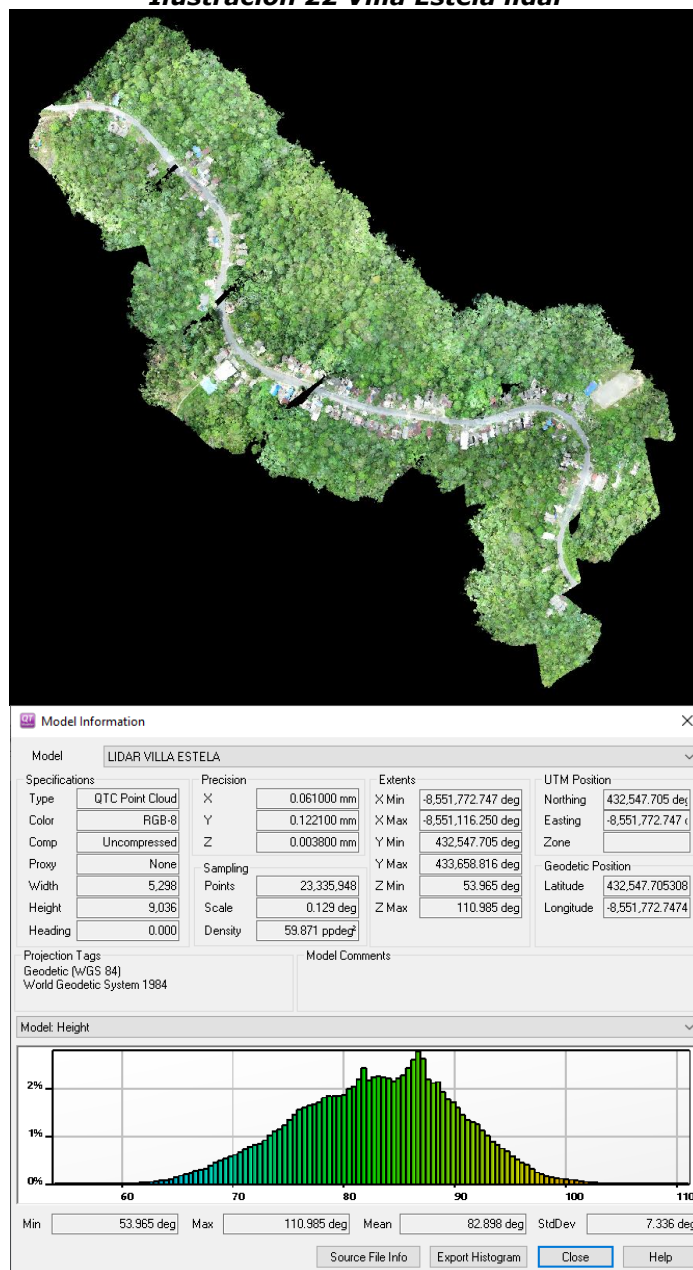 Ilustración 22 Villa Estela lidar
QT Model Information
Model LIDAR VILLA ESTELA
Specifications Precision Extents UTM Position
Type QTC Point Cloud X 0.061000 mm X Min -8,551,772.747 deg Northing 432,547.705 deg
Color RGB-8 Y 0.122100 mm X Max -8,551,116.250 deg Easting -8,551,772.747
Comp Uncompressed Z 0.003800 mm Y Min 432,547.705 deg Zone
Proxy None Sampling Y Max 433,658.816 deg Geodetic Position
Width 5,298 Points 23,335,948 Z Min 53.965 deg Latitude 432,547.705308
Height 9,036 Scale 0.129 deg Z Max 110.985 deg Longitude -8,551,772.7474
Heading 0.000 Density 59.871 ppdeg²
Projection Tags Model Comments
Geodetic (WGS 84)
World Geodetic System 1984
Model: Height
2%
1%
0%
60 70 80 90 100 110
Min 53.965 deg Max 110.985 deg Mean 82.898 deg StdDev 7.336 deg
Source File Info Export Histogram Close Help